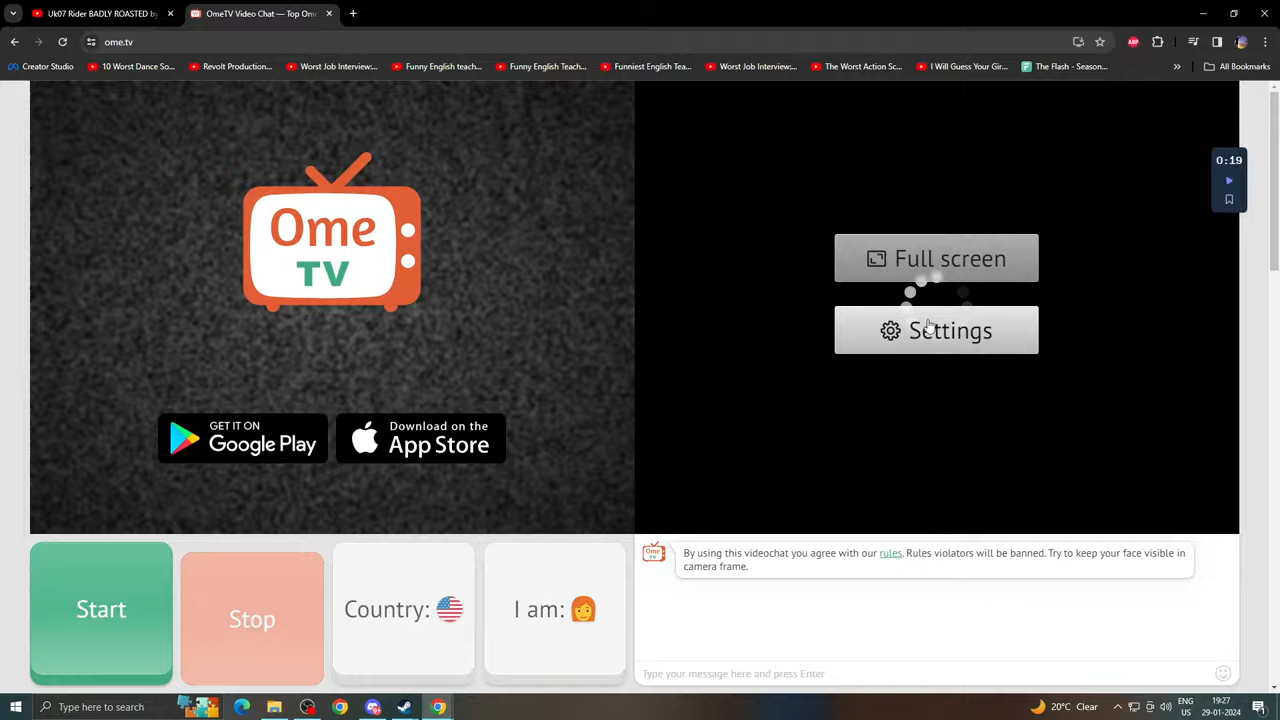 Uk07 Rider BADLY ROASTED by
OmeTV Video Chat — Top Ome
ome.tv
Creator Studio
10 Worst Dance So...
Revolt Production...
Worst Job Interview:...
Funny English teach...
Funny English Teac...
Funniest English Tea...
Worst Job Interview:...
The Worst Action Sc...
I Will Guess Your Gir...
The Flash - Season...
All Bookmarks
Ome
TV
0:19
Full screen
Settings
GET IT ON
Google Play
Download on the
App Store
By using this videochat you agree with our rules. Rules violators will be banned. Try to keep your face visible in
camera frame.
Start
Stop
Country:
I am:
Type your message here and press Enter
Type here to search
20°C Clear
ENG
US
19:27
29-01-2024